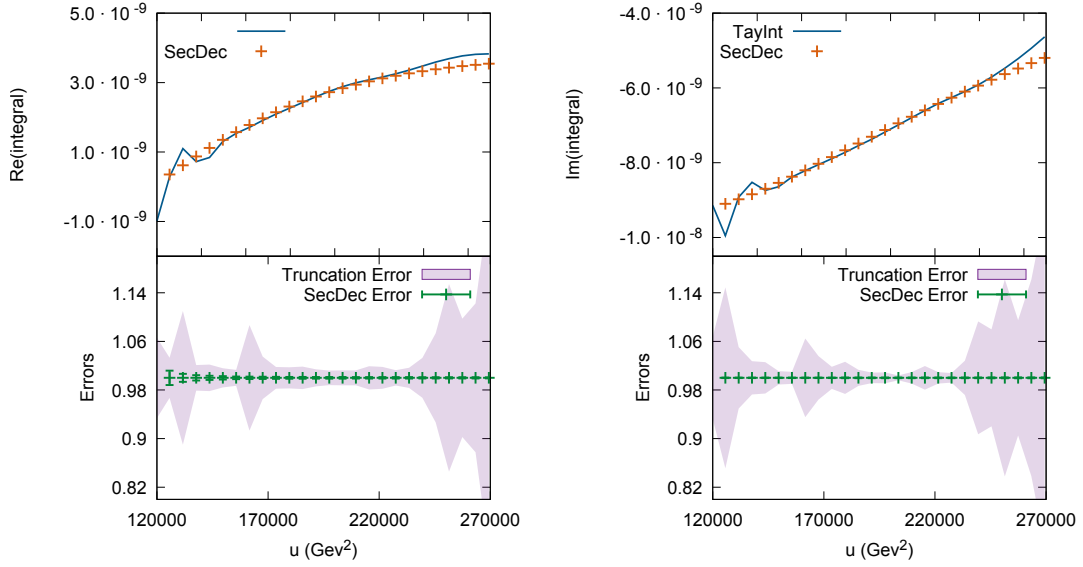 5.0 · 10⁻⁹
3.0 · 10⁻⁹
1.0 · 10⁻⁹
-1.0 · 10⁻⁹
Re(integral)
SecDec
Truncation Error
SecDec Error
1.14
1.06
0.98
0.9
0.82
Errors
120000 170000 220000 270000
u (Gev²)
-4.0 · 10⁻⁹
-6.0 · 10⁻⁹
-8.0 · 10⁻⁹
-1.0 · 10⁻⁸
Im(integral)
TayInt
SecDec
Truncation Error
SecDec Error
1.14
1.06
0.98
0.9
0.82
Errors
120000 170000 220000 270000
u (Gev²)